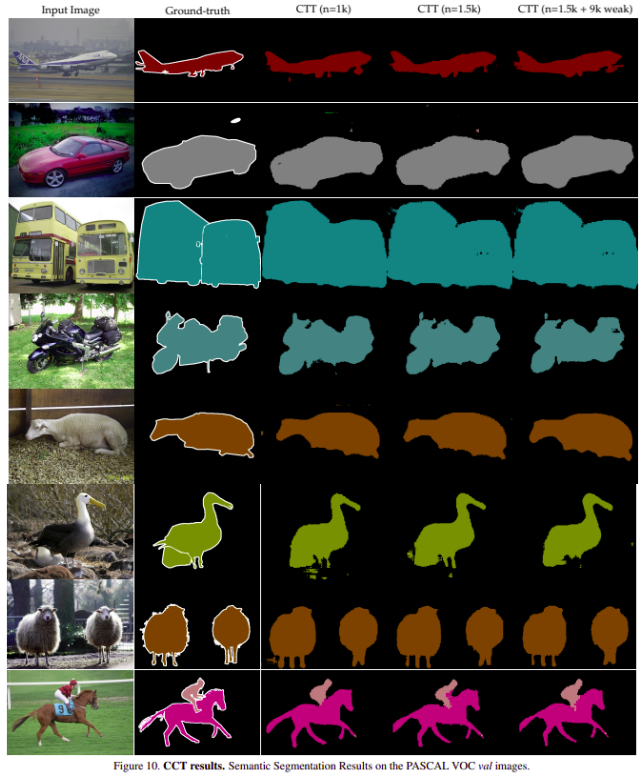 Input Image Ground-truth CTT (n=1k) CTT (n=1.5k) CTT (n=1.5k + 9k weak)
9
Figure 10. CCT results. Semantic Segmentation Results on the PASCAL VOC val images.